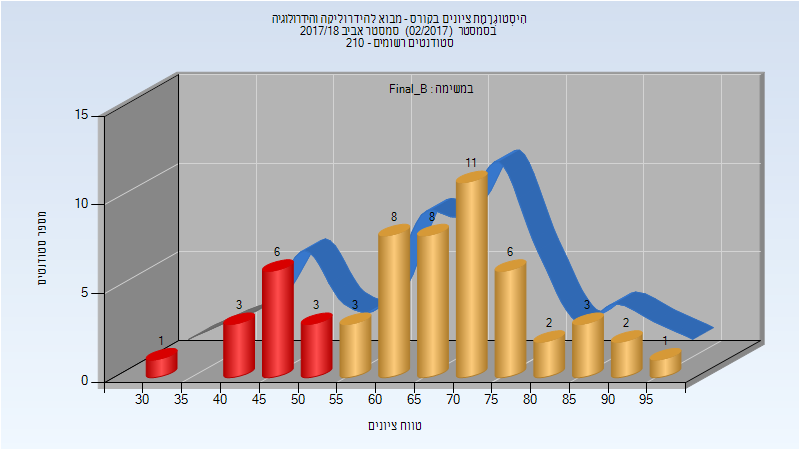 היסטוגרמת ציונים בקורס - מבוא להידרוליקה והידרולוגיה
בסמסטר (02/2017) סמסטר אביב 2017/18
סטודנטים רשומים - 210
במשימה : Final_B
מספר סטודנטים
15
10
5
0
1
3
6
3
3
8
8
11
6
2
3
2
1
30 35 40 45 50 55 60 65 70 75 80 85 90 95
טווח ציונים